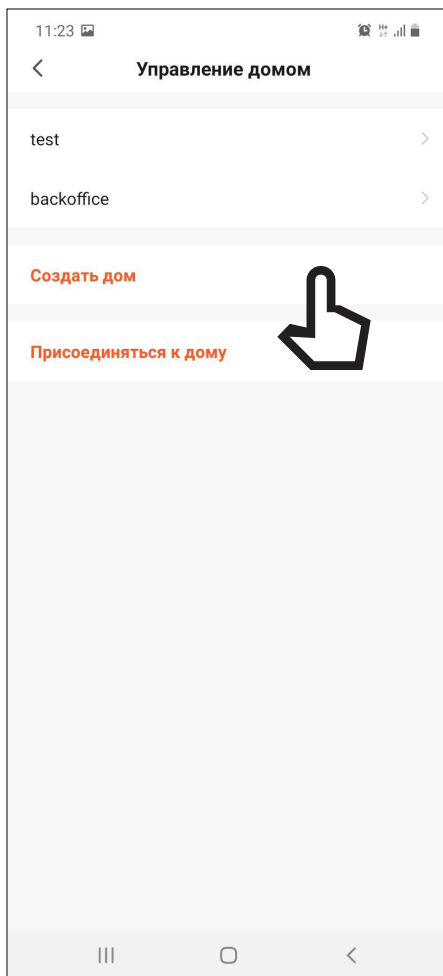 11:23
Управление домом
test
backoffice
Создать дом
Присоединяться к дому